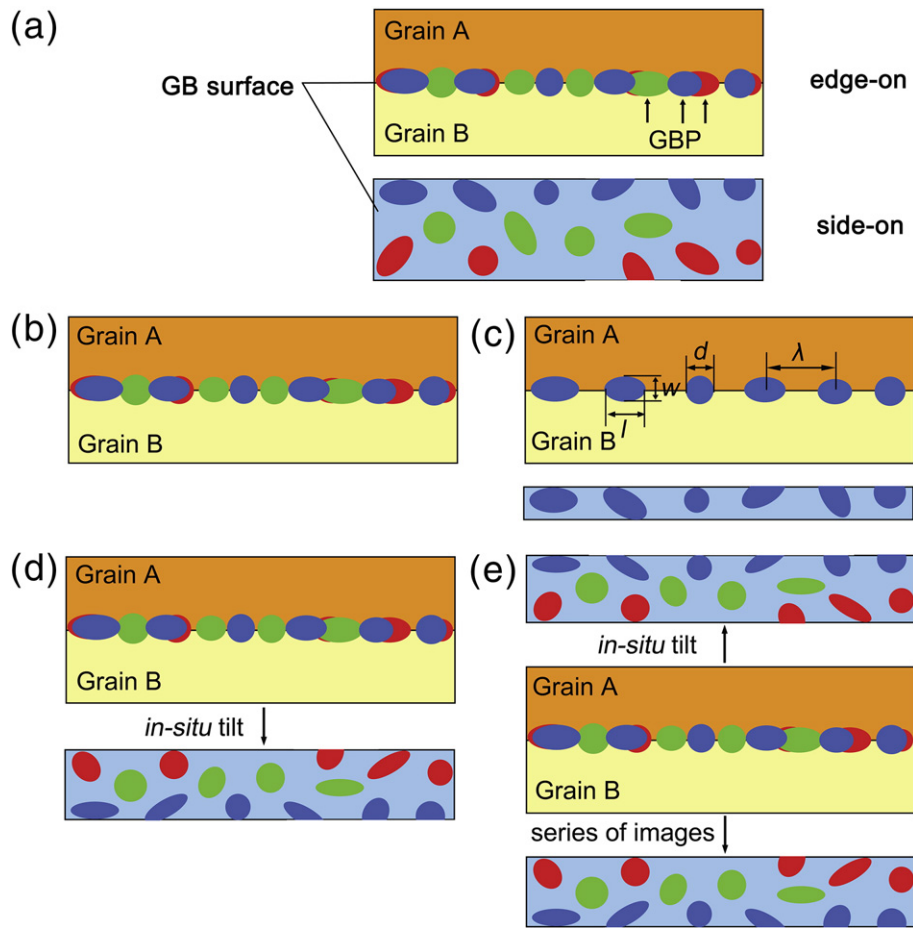 (a)
Grain A
GB surface
edge-on
Grain B
GBP
side-on
(b)
Grain A
Grain B
(c)
Grain A
d
λ
w
l
Grain B
(d)
Grain A
Grain B
in-situ tilt
(e)
in-situ tilt
Grain A
Grain B
series of images